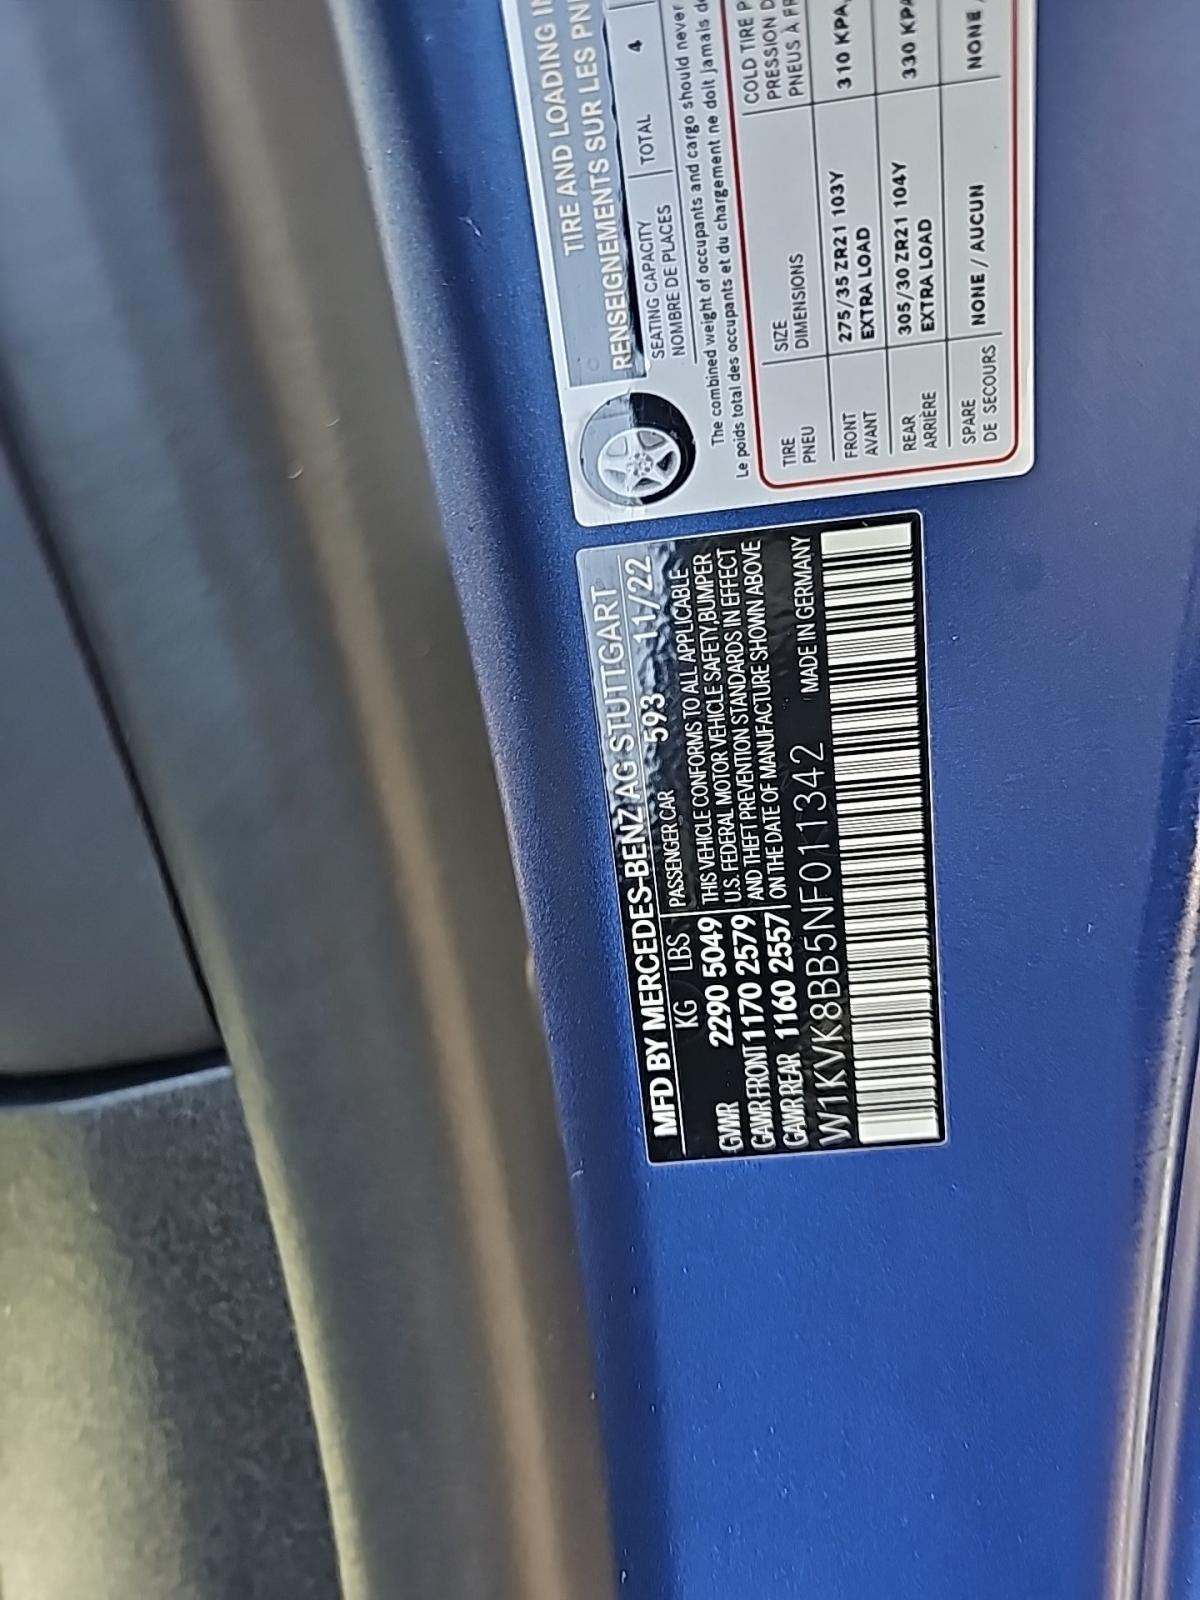 TIRE AND LOADING
RENSEIGNEMENTS SUR LES
SEATING CAPACITY
NOMBRE DE PLACES
TOTAL 4
The combined weight of occupants and cargo should never
Le poids total des occupants et du chargement ne doit jamais
TIRE
PNEU
SIZE
DIMENSIONS
COLD TIRE
PRESSION
PNEUS À
FRONT
AVANT
275/35 ZR21 103Y
EXTRA LOAD
310 KPA,
REAR
ARRIÈRE
305/30 ZR21 104Y
EXTRA LOAD
330
SPARE
DE SECOURS
NONE / AUCUN
NONE /
MFD BY MERCEDES-BENZ AG STUTTGART
KG LBS
PASSENGER CAR 593 11/22
GVWR 2290 5049
GAWR FRONT 1170 2579
GAWR REAR 1160 2557
THIS VEHICLE CONFORMS TO ALL APPLICABLE
U.S. FEDERAL MOTOR VEHICLE SAFETY,BUMPER
AND THEFT PREVENTION STANDARDS IN EFFECT
ON THE DATE OF MANUFACTURE SHOWN ABOVE
W1KVK8BB5NF011342 MADE IN GERMANY